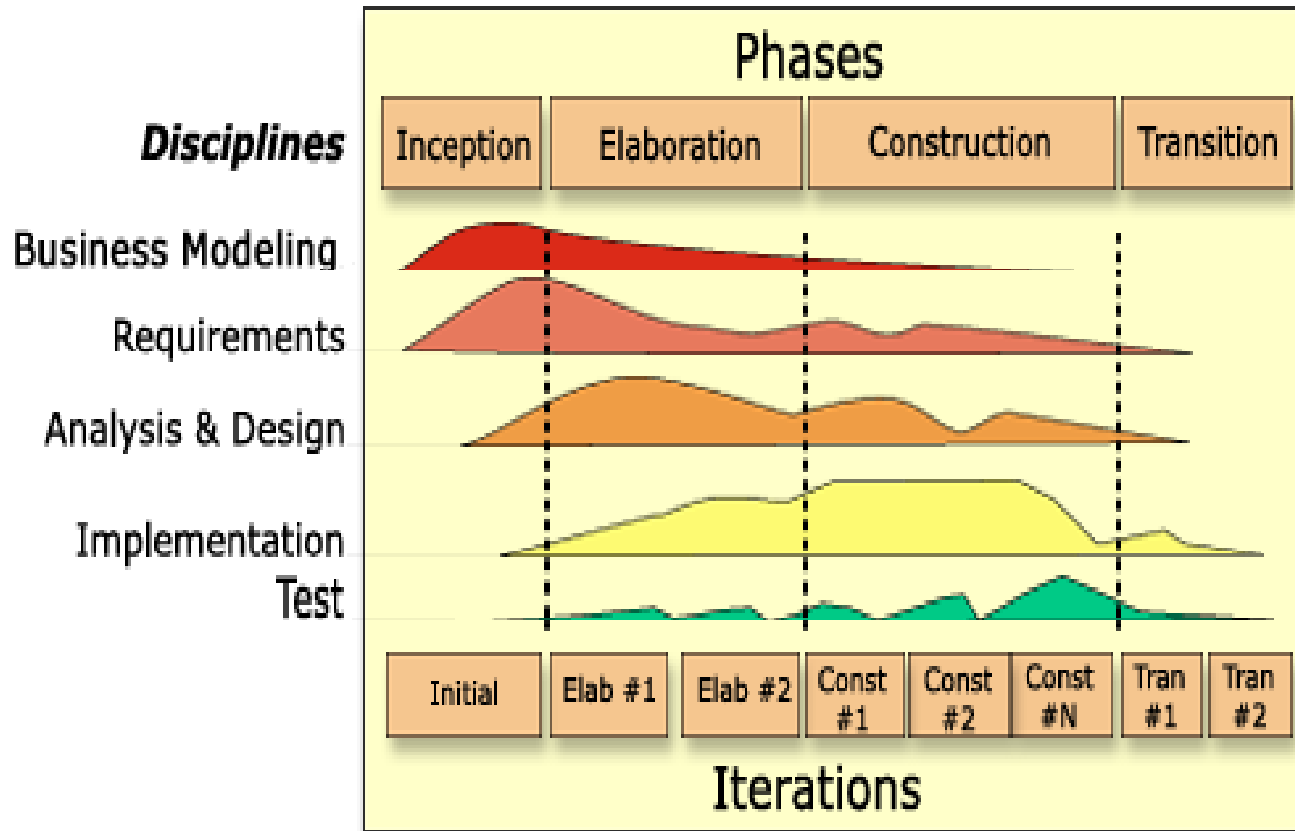 Phases
Disciplines
Inception
Elaboration
Construction
Transition
Business Modeling
Requirements
Analysis & Design
Implementation
Test
Initial
Elab #1
Elab #2
Const
#1
Const
#2
Const
#N
Tran
#1
Tran
#2
Iterations